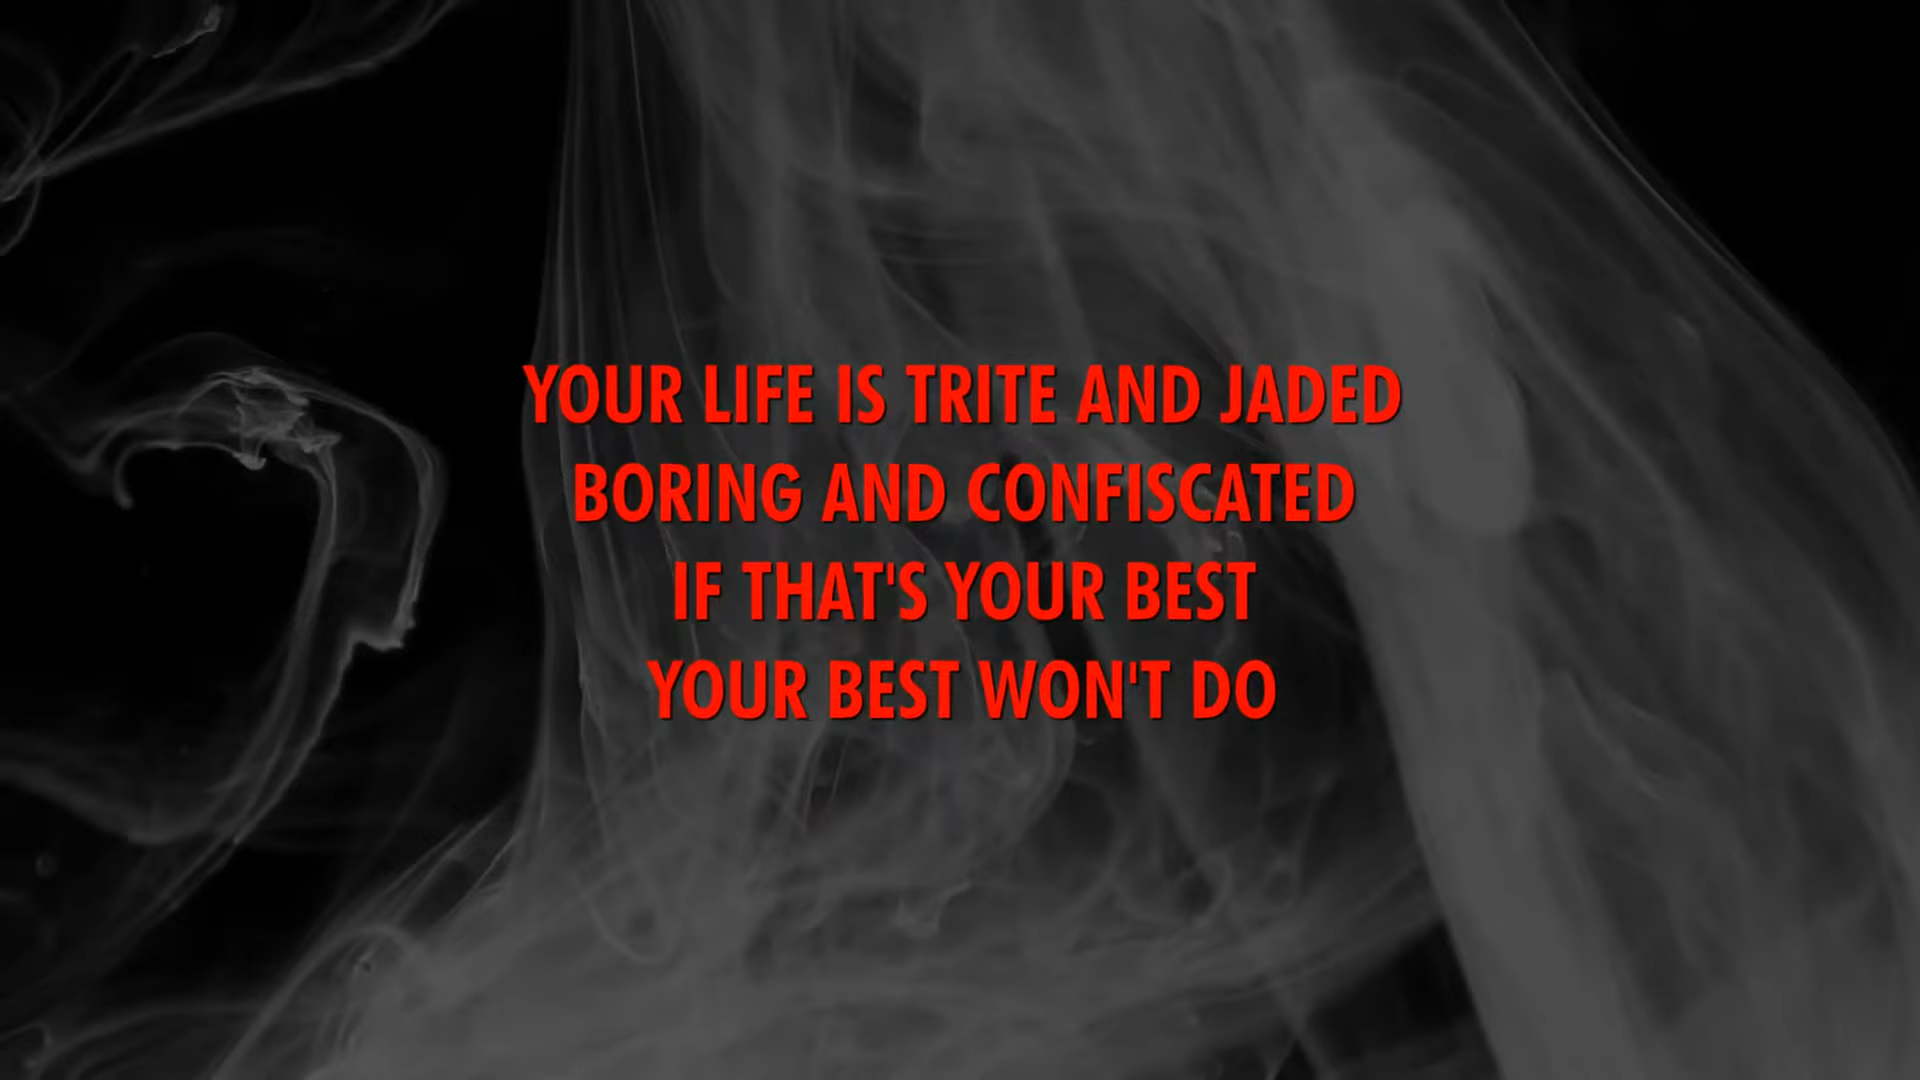 YOUR LIFE IS TRITE AND JADED
BORING AND CONFISCATED
IF THAT'S YOUR BEST
YOUR BEST WON'T DO